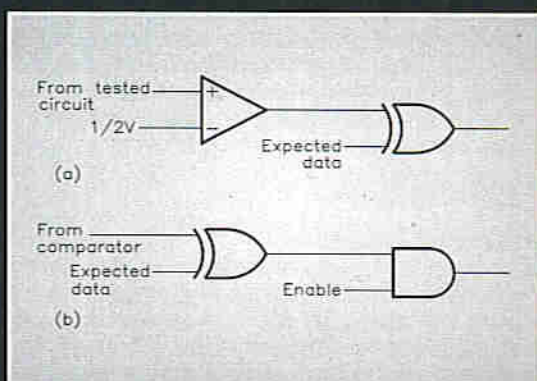 From tested
circuit
+
1/2V
−
Expected
data
(a)
From
comparator
Expected
data
Enable
(b)